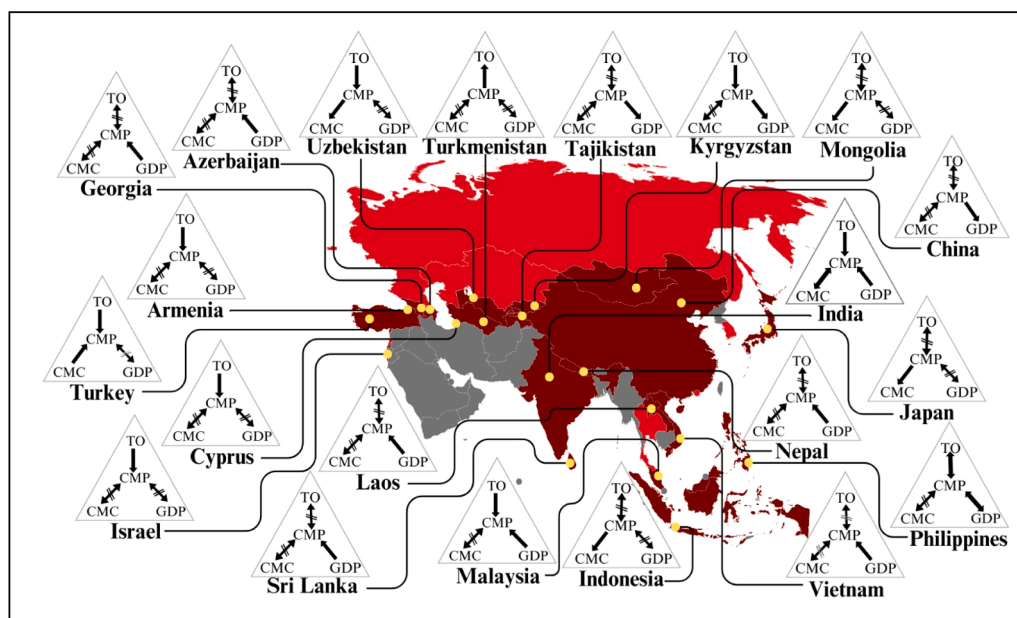 TO
CMP
CMC GDP
Georgia
TO
CMP
CMC GDP
Azerbaijan
TO
CMP
CMC GDP
Uzbekistan
TO
CMP
CMC GDP
Turkmenistan
TO
CMP
CMC GDP
Tajikistan
TO
CMP
CMC GDP
Kyrgyzstan
TO
CMP
CMC GDP
Mongolia
TO
CMP
CMC GDP
China
TO
CMP
CMC GDP
Armenia
TO
CMP
CMC GDP
India
TO
CMP
CMC GDP
Turkey
TO
CMP
CMC GDP
Cyprus
TO
CMP
CMC GDP
Laos
TO
CMP
CMC GDP
Nepal
TO
CMP
CMC GDP
Japan
TO
CMP
CMC GDP
Israel
TO
CMP
CMC GDP
Sri Lanka
TO
CMP
CMC GDP
Malaysia
TO
CMP
CMC GDP
Indonesia
TO
CMP
CMC GDP
Vietnam
TO
CMP
CMC GDP
Philippines